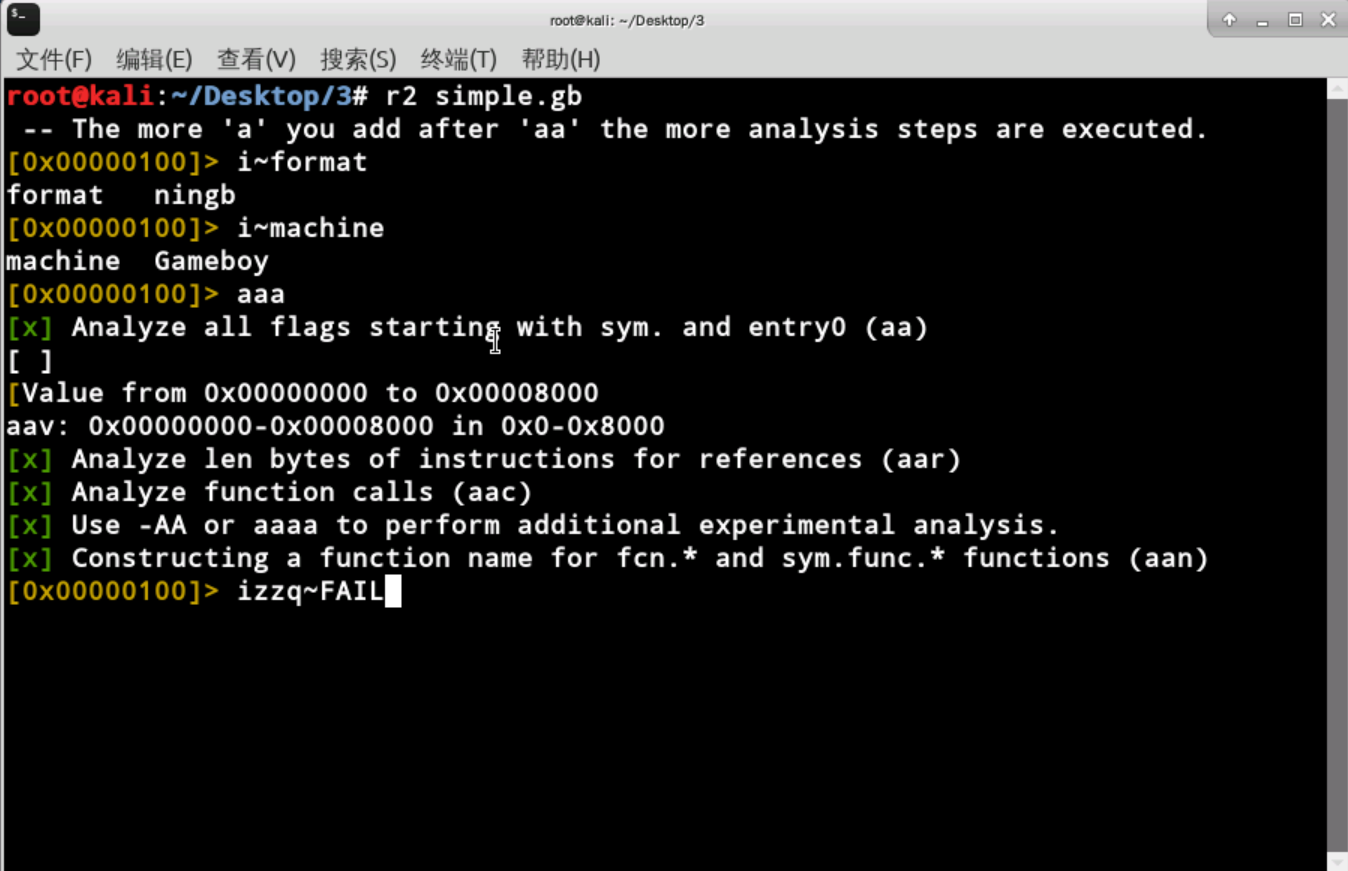 $_
root@kali: ~/Desktop/3
文件(F) 编辑(E) 查看(V) 搜索(S) 终端(T) 帮助(H)
root@kali:~/Desktop/3# r2 simple.gb
 -- The more 'a' you add after 'aa' the more analysis steps are executed.
[0x00000100]> i~format
format   ningb
[0x00000100]> i~machine
machine  Gameboy
[0x00000100]> aaa
[x] Analyze all flags starting with sym. and entry0 (aa)
[ ]
[Value from 0x00000000 to 0x00008000
aav: 0x00000000-0x00008000 in 0x0-0x8000
[x] Analyze len bytes of instructions for references (aar)
[x] Analyze function calls (aac)
[x] Use -AA or aaaa to perform additional experimental analysis.
[x] Constructing a function name for fcn.* and sym.func.* functions (aan)
[0x00000100]> izzq~FAIL